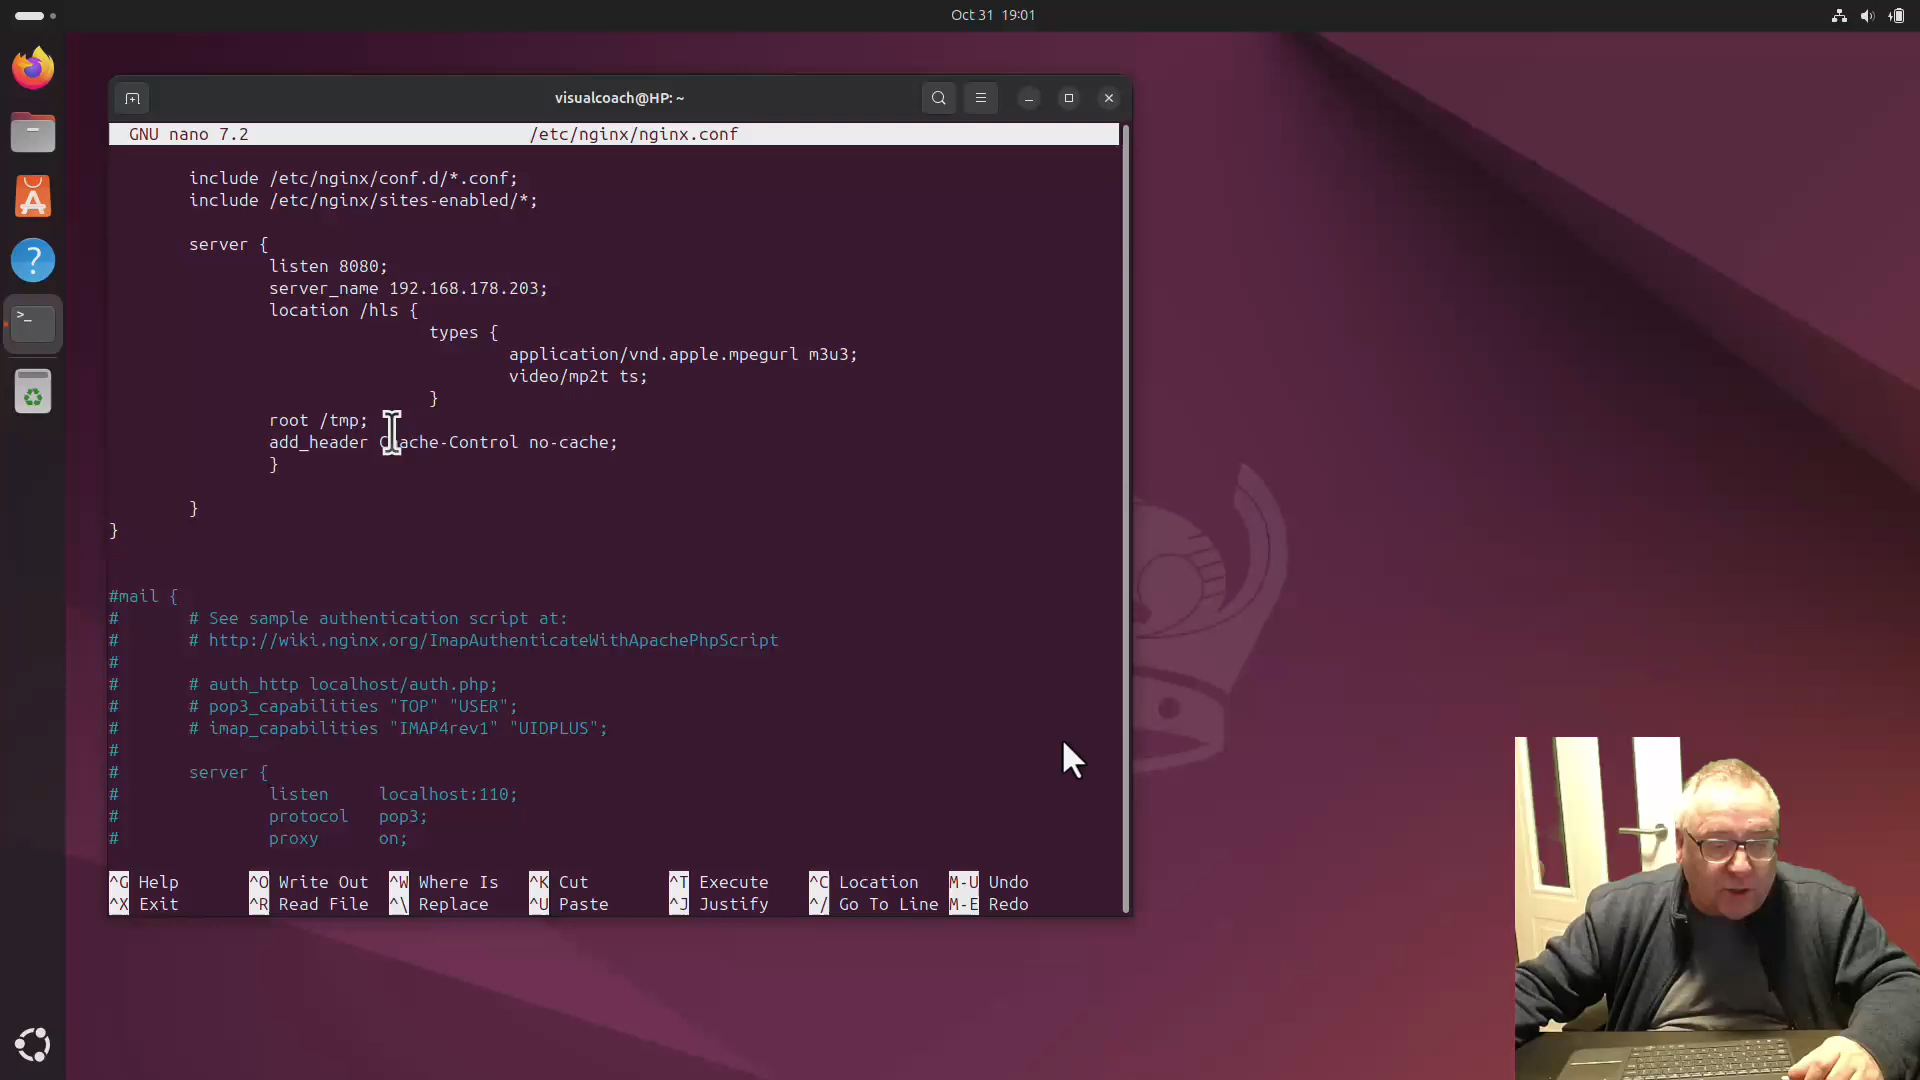 Oct 31 19:01
visualcoach@HP: ~
GNU nano 7.2 /etc/nginx/nginx.conf
include /etc/nginx/conf.d/*.conf;
include /etc/nginx/sites-enabled/*;
server {
listen 8080;
server_name 192.168.178.203;
location /hls {
types {
application/vnd.apple.mpegurl m3u3;
video/mp2t ts;
}
root /tmp;
add_header Cache-Control no-cache;
}
}
}
#mail {
# # See sample authentication script at:
# # http://wiki.nginx.org/ImapAuthenticateWithApachePhpScript
#
# # auth_http localhost/auth.php;
# # pop3_capabilities "TOP" "USER";
# # imap_capabilities "IMAP4rev1" "UIDPLUS";
#
# server {
# listen localhost:110;
# protocol pop3;
# proxy on;
^G Help ^O Write Out ^W Where Is ^K Cut ^T Execute ^C Location M-U Undo
^X Exit ^R Read File ^\ Replace ^U Paste ^J Justify ^/ Go To Line M-E Redo